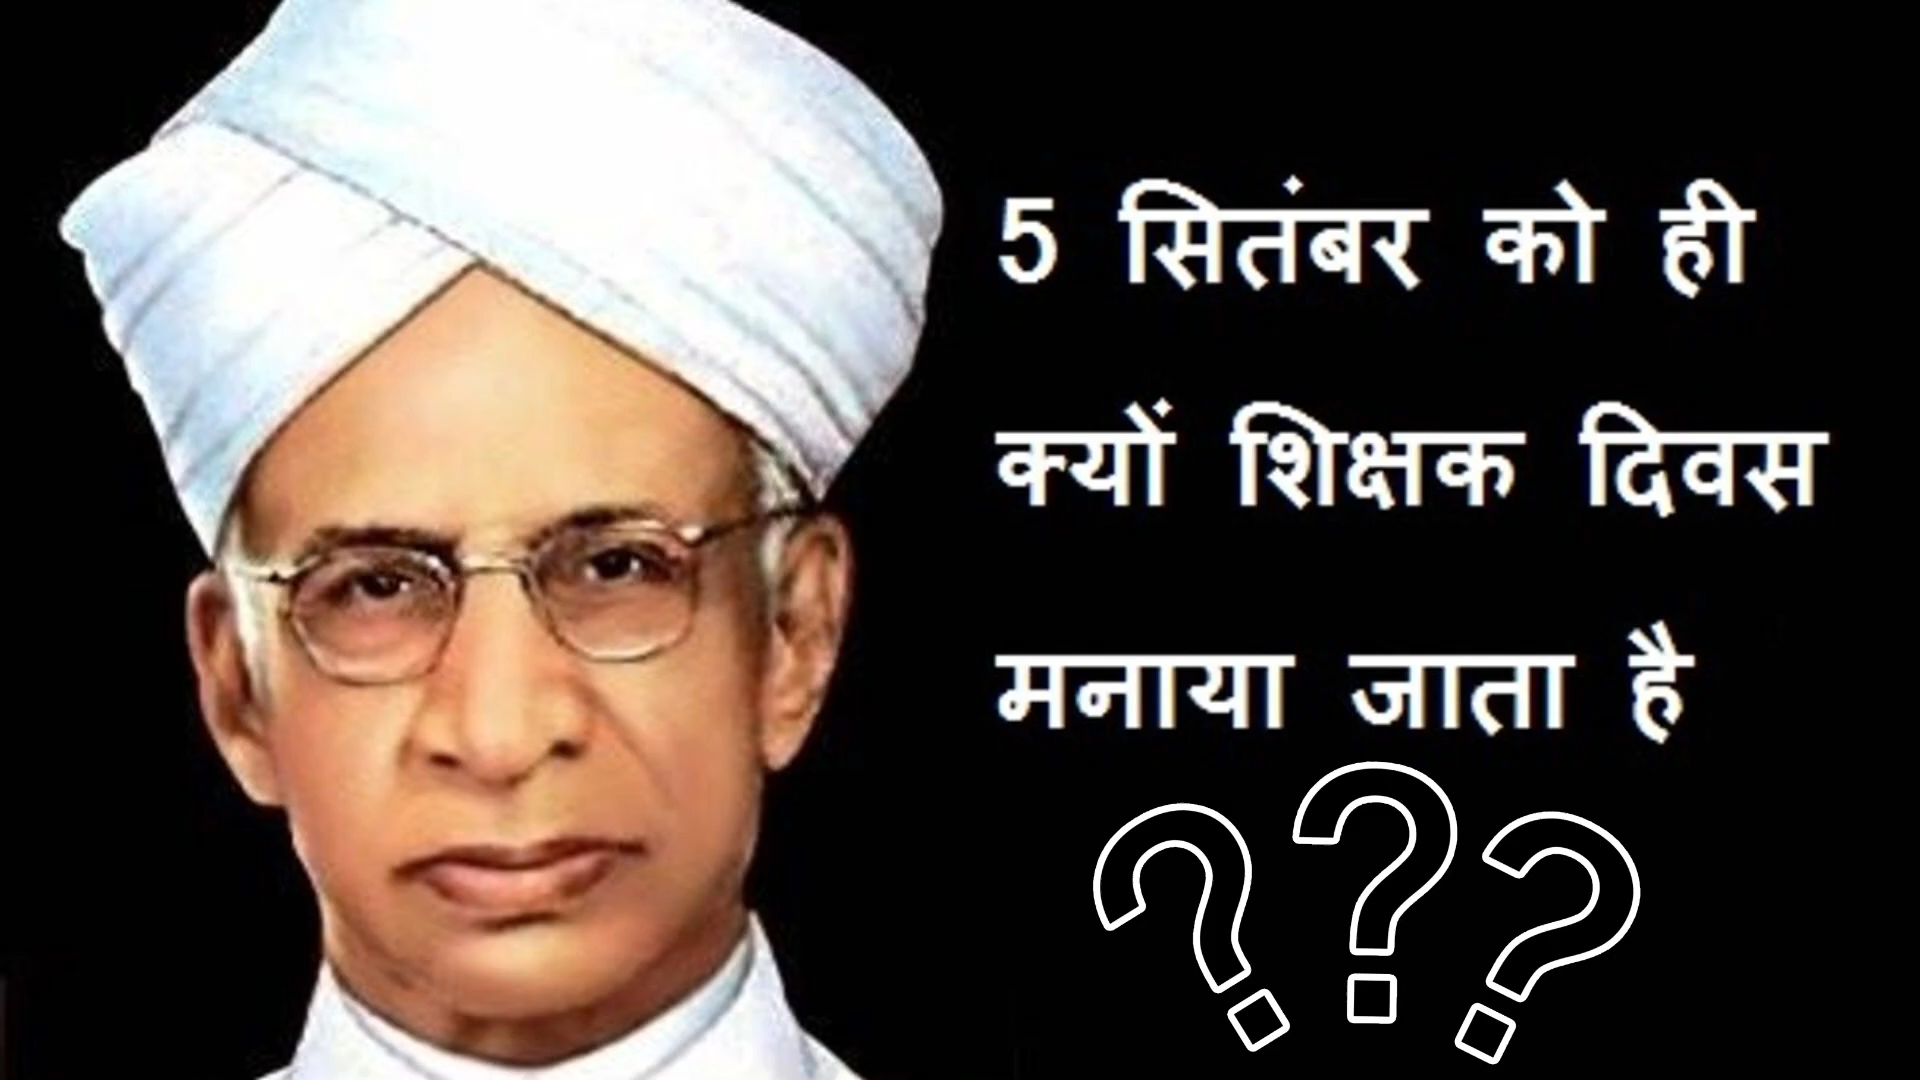 5 सितंबर को ही
क्यों शिक्षक दिवस
मनाया जाता है
???